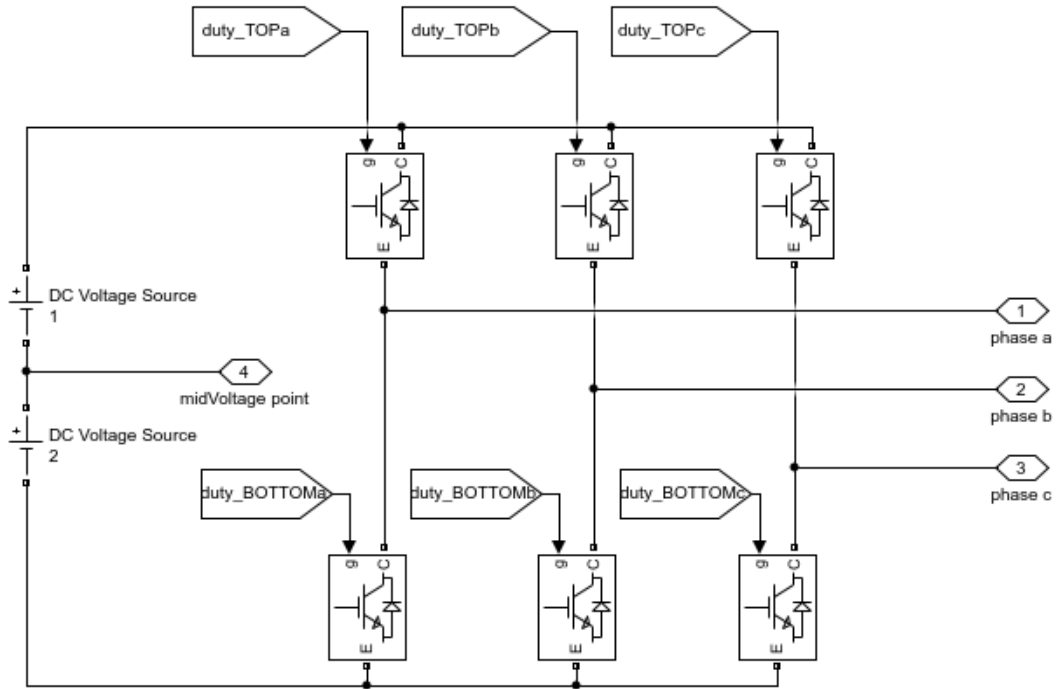 duty_TOPa
duty_TOPb
duty_TOPc
g
C
g
C
g
C
E
E
E
+
DC Voltage Source
1
1
phase a
4
midVoltage point
2
phase b
+
DC Voltage Source
2
3
phase c
duty_BOTTOMa
duty_BOTTOMb
duty_BOTTOMc
g
C
g
C
g
C
E
E
E